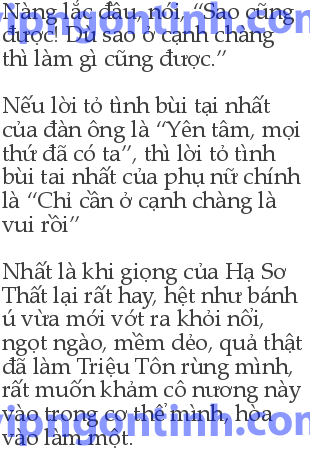 Nàng lắc đầu, nói, “Sao cũng
được! Dù sao ở cạnh chàng
thì làm gì cũng được.”
Nếu lời tỏ tình bùi tại nhất
của đàn ông là “Yên tâm, mọi
thứ đã có ta”, thì lời tỏ tình
bùi tai nhất của phụ nữ chính
là “Chỉ cần ở cạnh chàng là
vui rồi”
Nhất là khi giọng của Hạ Sơ
Thất lại rất hay, hệt như bánh
ú vừa mới vớt ra khỏi nồi,
ngọt ngào, mềm dẻo, quả thật
đã làm Triệu Tôn rùng mình,
rất muốn khảm cô nương này
vào trong cơ thể mình, hòa
vào làm một.
vipngontinh.com